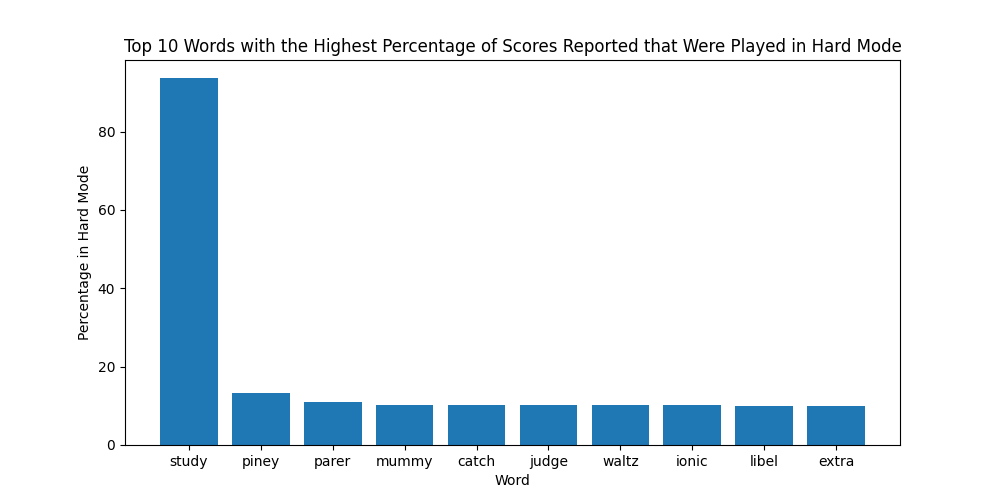 Top 10 Words with the Highest Percentage of Scores Reported that Were Played in Hard Mode
Percentage in Hard Mode
80
60
40
20
0
study piney parer mummy catch judge waltz ionic libel extra
Word